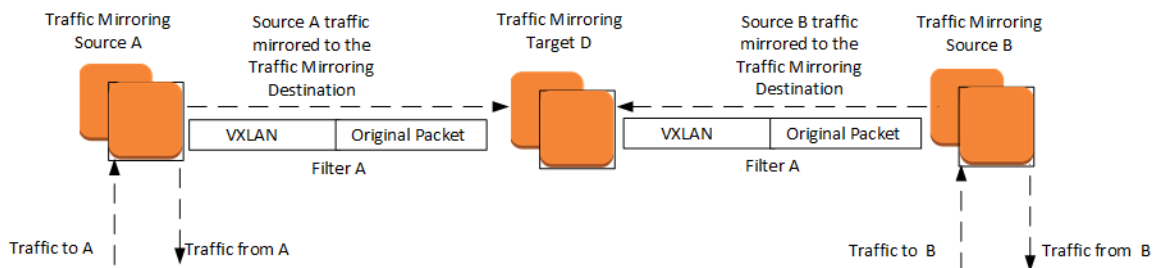 Traffic Mirroring
Source A
Source A traffic
mirrored to the
Traffic Mirroring
Destination
Traffic Mirroring
Target D
Source B traffic
mirrored to the
Traffic Mirroring
Destination
Traffic Mirroring
Source B
VXLAN
Original Packet
Filter A
VXLAN
Original Packet
Filter A
Traffic to A
Traffic from A
Traffic to B
Traffic from B